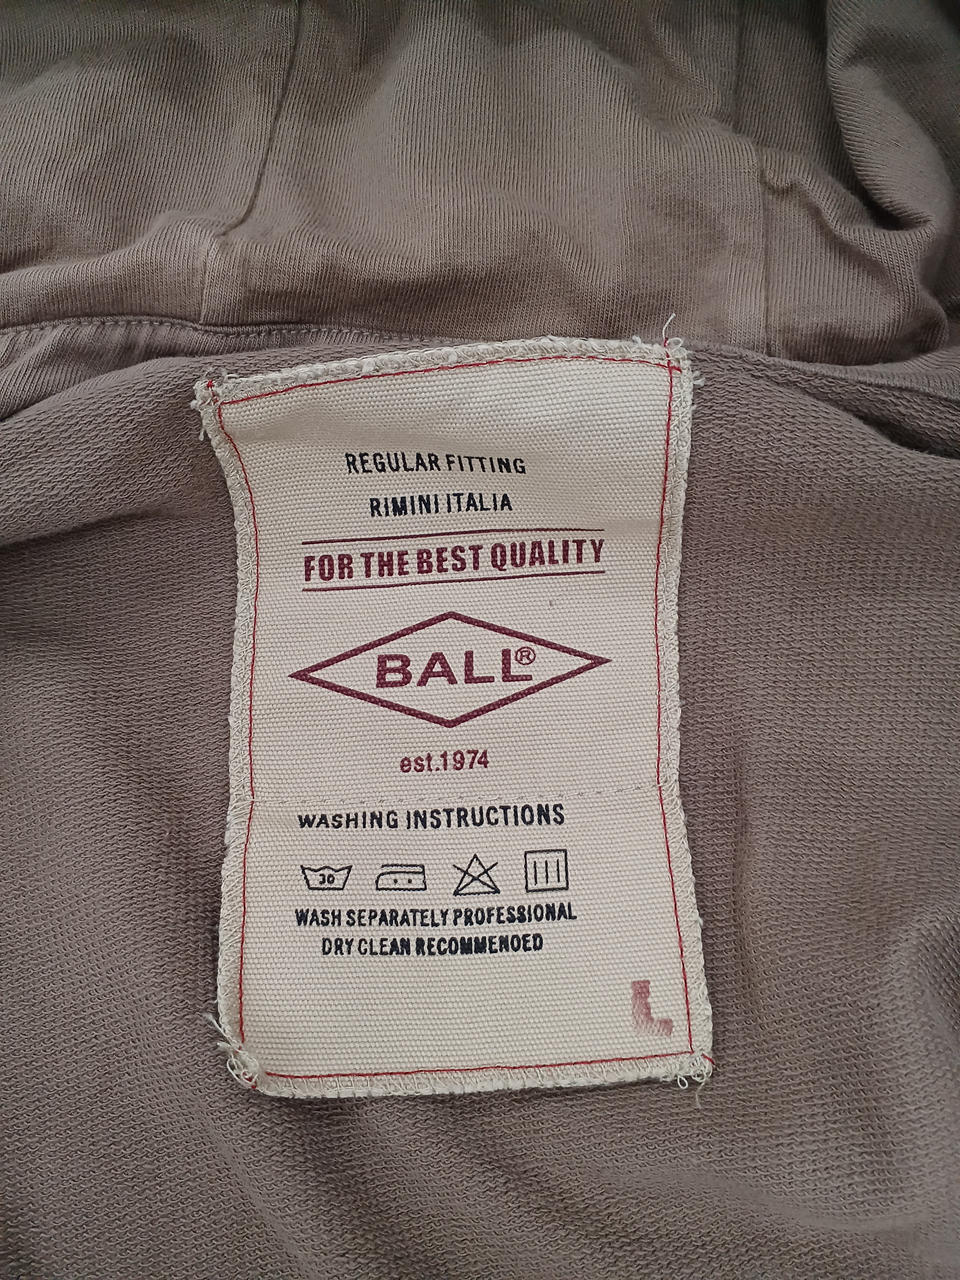 REGULAR FITTING
RIMINI ITALIA
FOR THE BEST QUALITY
BALL®
est.1974
WASHING INSTRUCTIONS
30
WASH SEPARATELY PROFESSIONAL
DRY CLEAN RECOMMENDED
L